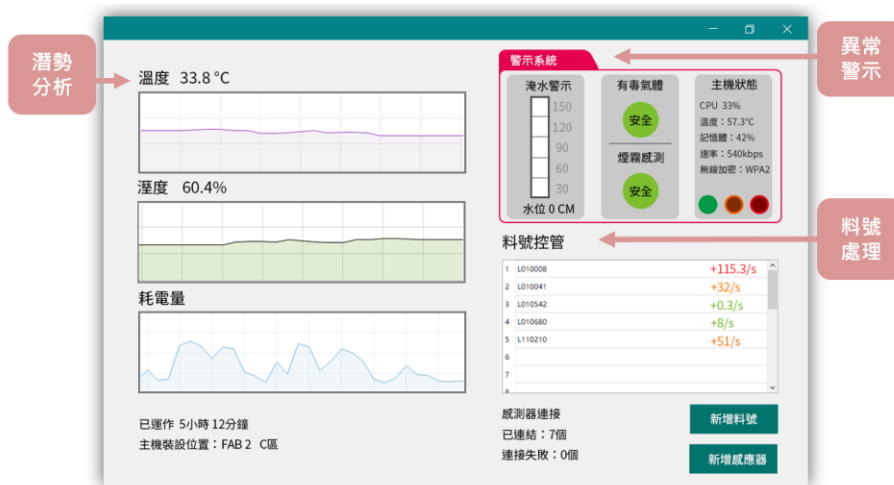 潛勢
分析
溫度 33.8 °C
溼度 60.4%
耗電量
已運作 5小時 12分鐘
主機裝設位置：FAB 2 C區
異常
警示
警示系統
淹水警示
150
120
90
60
30
水位 0 CM
有毒氣體
安全
煙霧感測
安全
主機狀態
CPU 33%
溫度：57.3°C
記憶體：42%
速率：540kbps
無線加密：WPA2
料號
處理
料號控管
1 L010008 +115.3/s
2 L010041 +32/s
3 L010542 +0.3/s
4 L010680 +8/s
5 L110210 +51/s
6
7
8
感測器連接
已連結：7個
連接失敗：0個
新增料號
新增感應器